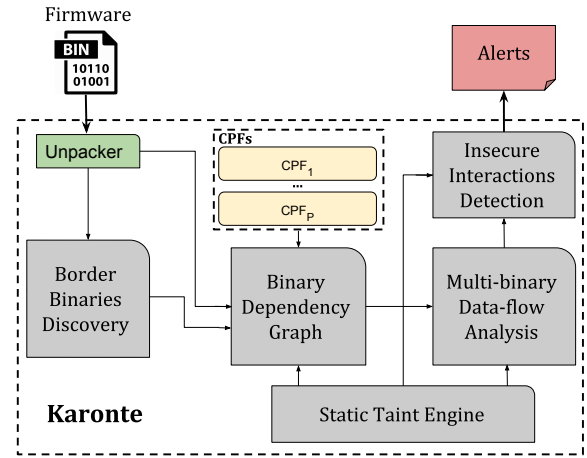 Firmware
BIN
10110
01001
Alerts
Unpacker
CPFs
CPF1
...
CPFP
Insecure
Interactions
Detection
Border
Binaries
Discovery
Binary
Dependency
Graph
Multi-binary
Data-flow
Analysis
Karonte
Static Taint Engine